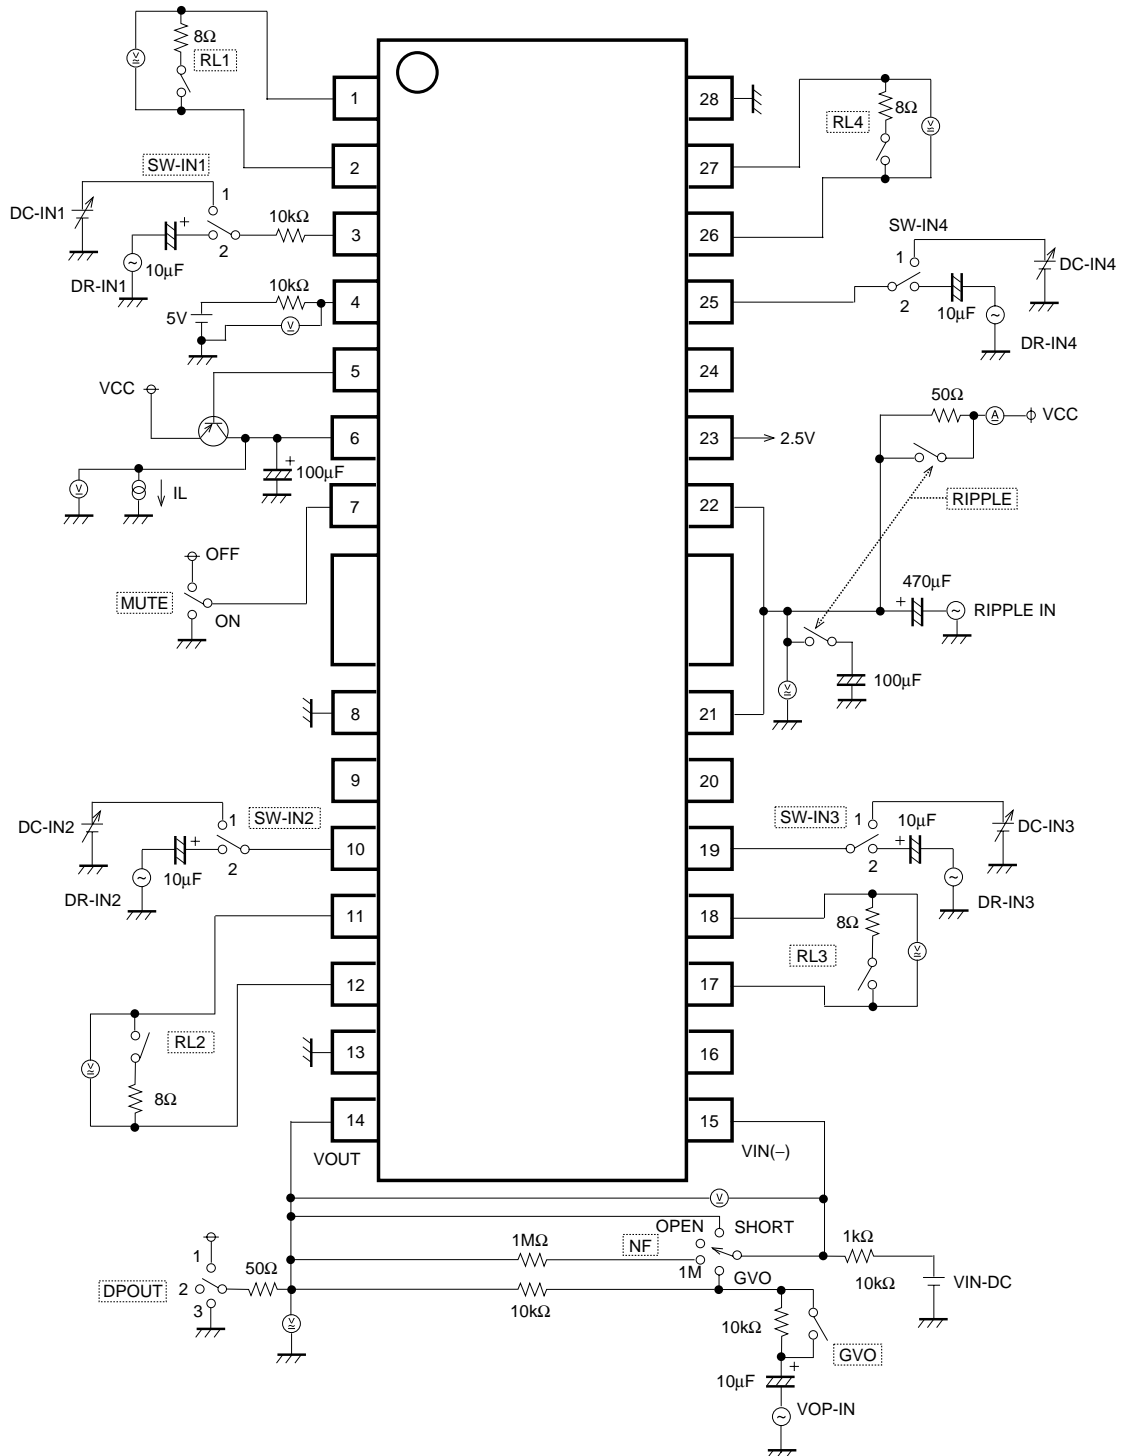 8Ω
RL1
1
28
8Ω
RL4
2
27
SW-IN1
1
DC-IN1
10kΩ
3
26
+
2
10μF
DR-IN1
SW-IN4
1
DC-IN4
10kΩ
4
25
2
10μF
5V
V
DR-IN4
5
24
VCC
50Ω
A
VCC
6
23
2.5V
+
100μF
V
IL
RIPPLE
7
22
OFF
MUTE
ON
470μF
+
RIPPLE IN
100μF
8
21
9
20
SW-IN2
1
DC-IN2
+
10
2
10μF
DR-IN2
SW-IN3
1
10μF
DC-IN3
+
19
2
DR-IN3
11
18
8Ω
RL3
12
17
RL2
8Ω
13
16
14
15
VOUT
VIN(–)
V
OPEN
SHORT
1MΩ
NF
1M
1kΩ
10kΩ
VIN-DC
GVO
1
50Ω
DPOUT
2
3
10kΩ
10kΩ
GVO
+
10μF
VOP-IN